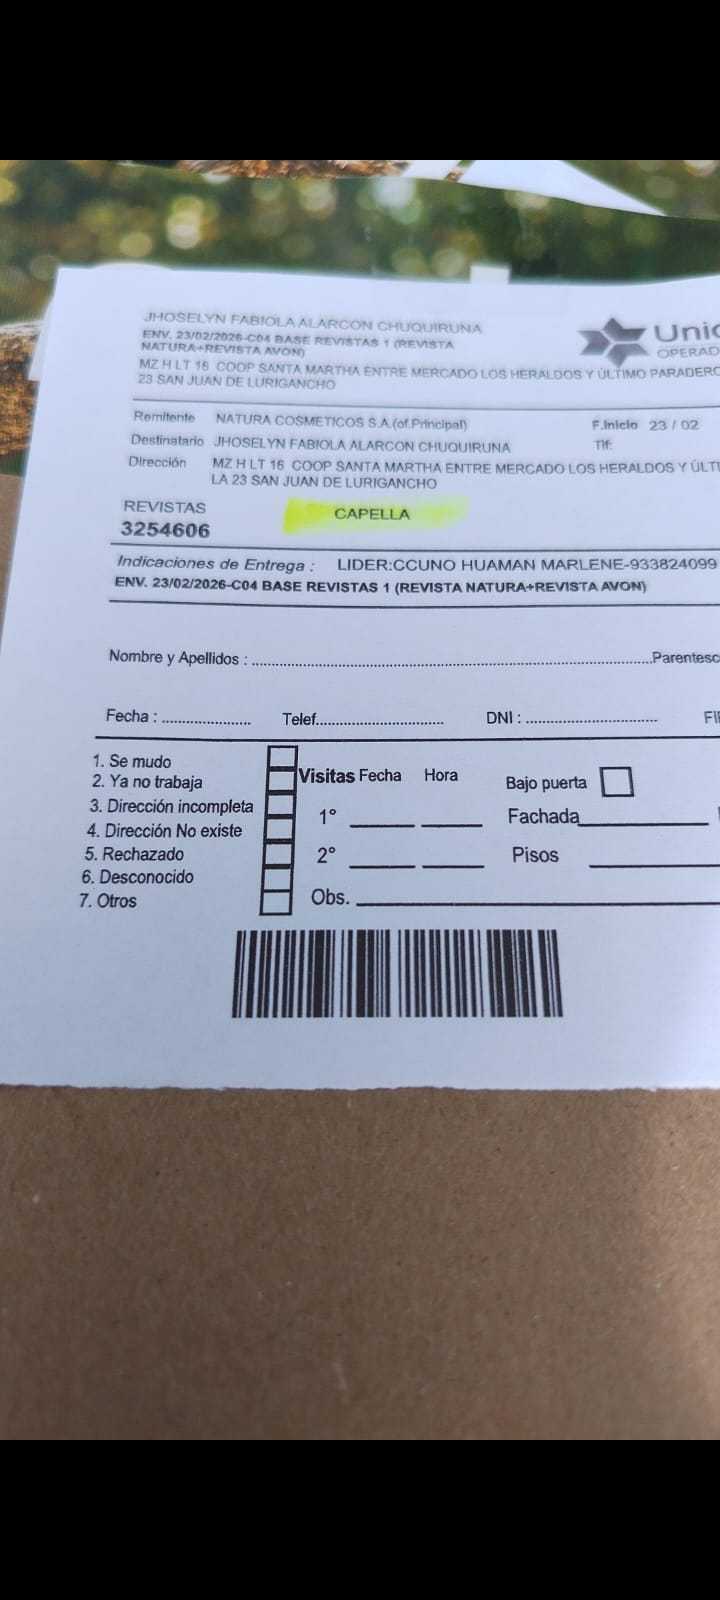 JHOSELYN FABIOLA ALARCON CHUQUIRUNA
ENV. 23/02/2026-C04 BASE REVISTAS 1 (REVISTA
NATURA+REVISTA AVON)
MZ H LT 16 COOP SANTA MARTHA ENTRE MERCADO LOS HERALDOS Y ÚLTIMO PARADERO
23 SAN JUAN DE LURIGANCHO
OPERAD
Remitente NATURA COSMETICOS S.A.(of.Principal) F.Inicio 23 / 02
Destinatario JHOSELYN FABIOLA ALARCON CHUQUIRUNA Tlf:
Dirección MZ H LT 16 COOP SANTA MARTHA ENTRE MERCADO LOS HERALDOS Y ÚLTI
LA 23 SAN JUAN DE LURIGANCHO
REVISTAS CAPELLA
3254606
Indicaciones de Entrega : LIDER:CCUNO HUAMAN MARLENE-933824099
ENV. 23/02/2026-C04 BASE REVISTAS 1 (REVISTA NATURA+REVISTA AVON)
Nombre y Apellidos : Parentesc
Fecha : Telef. DNI : FI
1. Se mudo
2. Ya no trabaja
3. Dirección incompleta
4. Dirección No existe
5. Rechazado
6. Desconocido
7. Otros
Visitas Fecha Hora Bajo puerta
1° Fachada
2° Pisos
Obs.